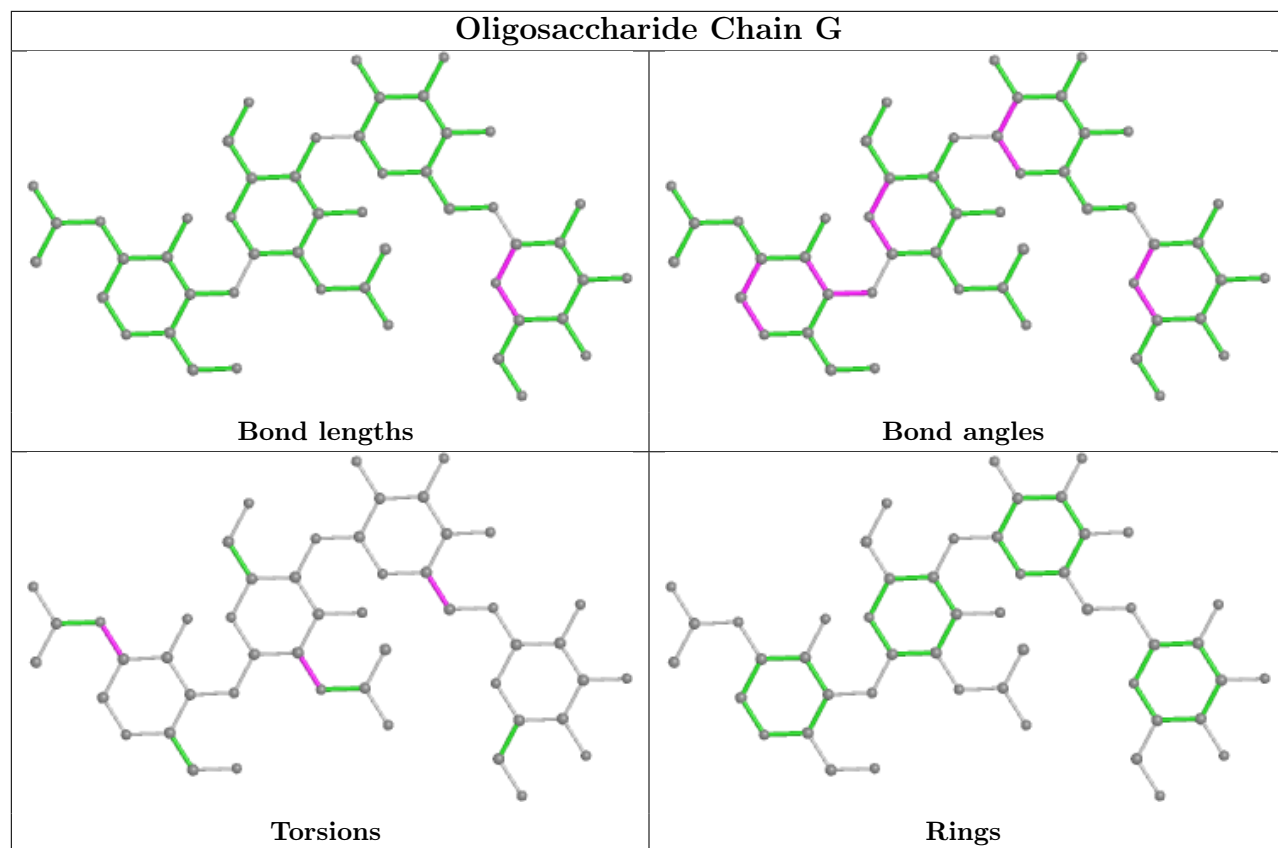 Oligosaccharide Chain G
Bond lengths
Bond angles
Torsions
Rings